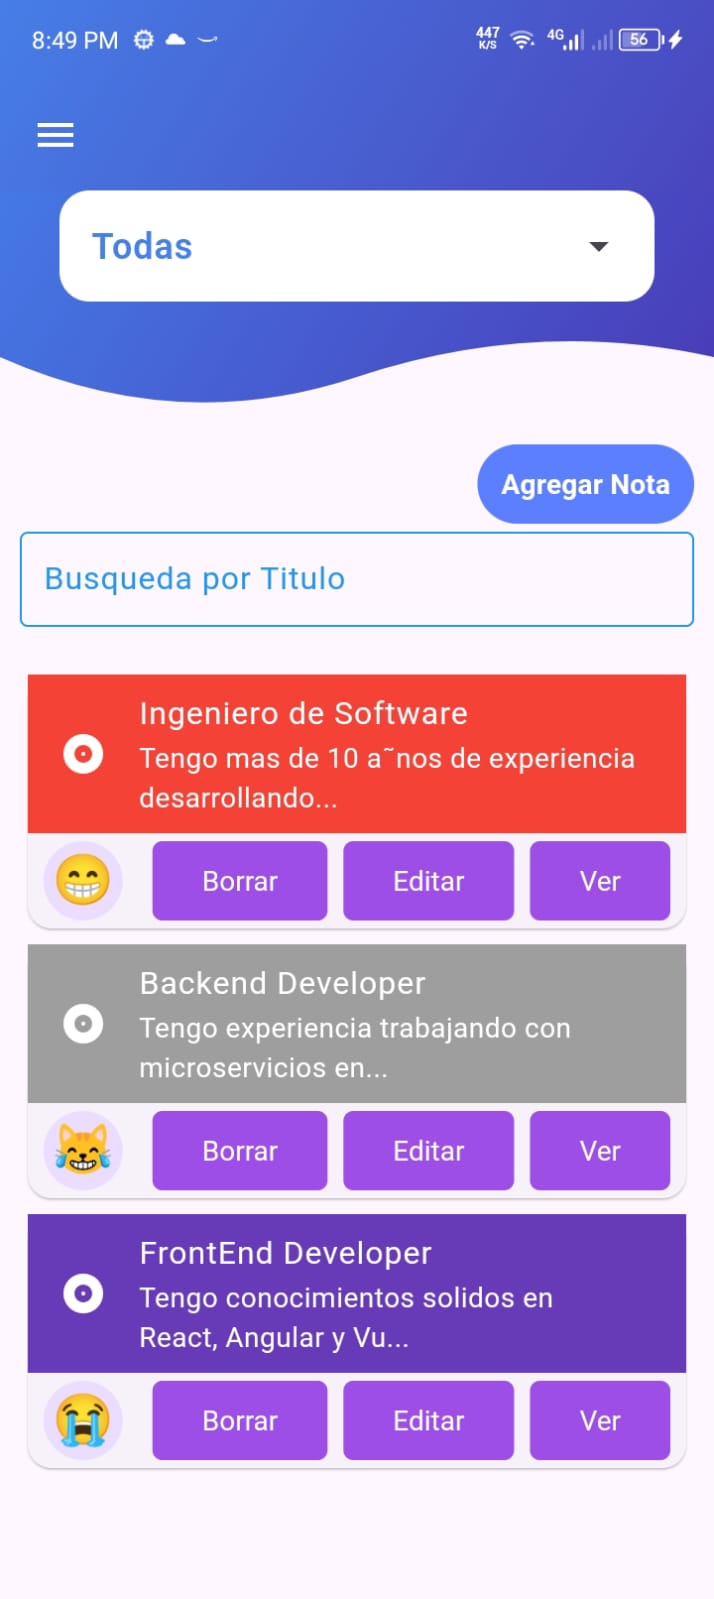 8:49 PM
447
K/S
4G
56
Todas
Agregar Nota
Busqueda por Titulo
Ingeniero de Software
Tengo mas de 10 a˜nos de experiencia
desarrollando...
Borrar
Editar
Ver
Backend Developer
Tengo experiencia trabajando con
microservicios en...
Borrar
Editar
Ver
FrontEnd Developer
Tengo conocimientos solidos en
React, Angular y Vu...
Borrar
Editar
Ver